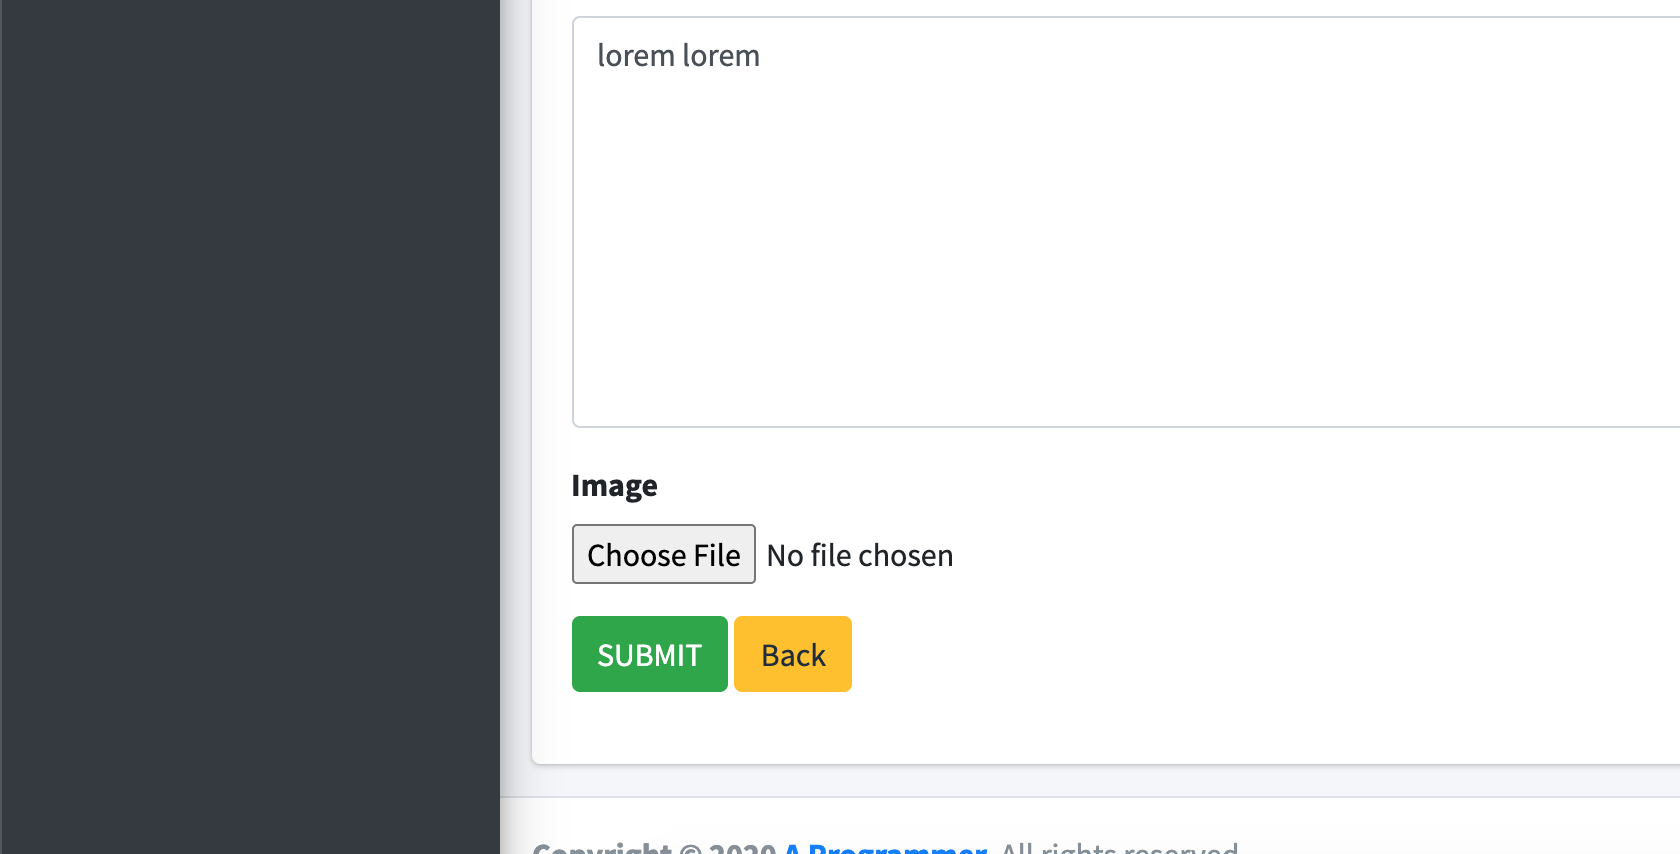 lorem lorem
Image
Choose File No file chosen
SUBMIT Back
Copyright © 2020 A Programmer. All rights reserved.